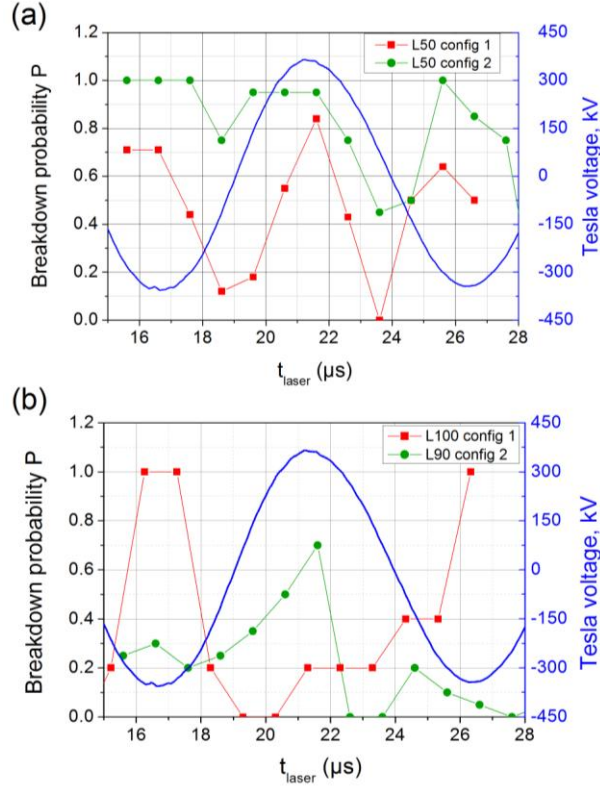 (a)
L50 config 1
L50 config 2
Breakdown probability P
1.2
1.0
0.8
0.6
0.4
0.2
0.0
450
300
150
0
-150
-300
-450
Tesla voltage, kV
16 18 20 22 24 26 28
t_laser (µs)
(b)
L100 config 1
L90 config 2
Breakdown probability P
1.2
1.0
0.8
0.6
0.4
0.2
0.0
450
300
150
0
-150
-300
-450
Tesla voltage, kV
16 18 20 22 24 26 28
t_laser (µs)